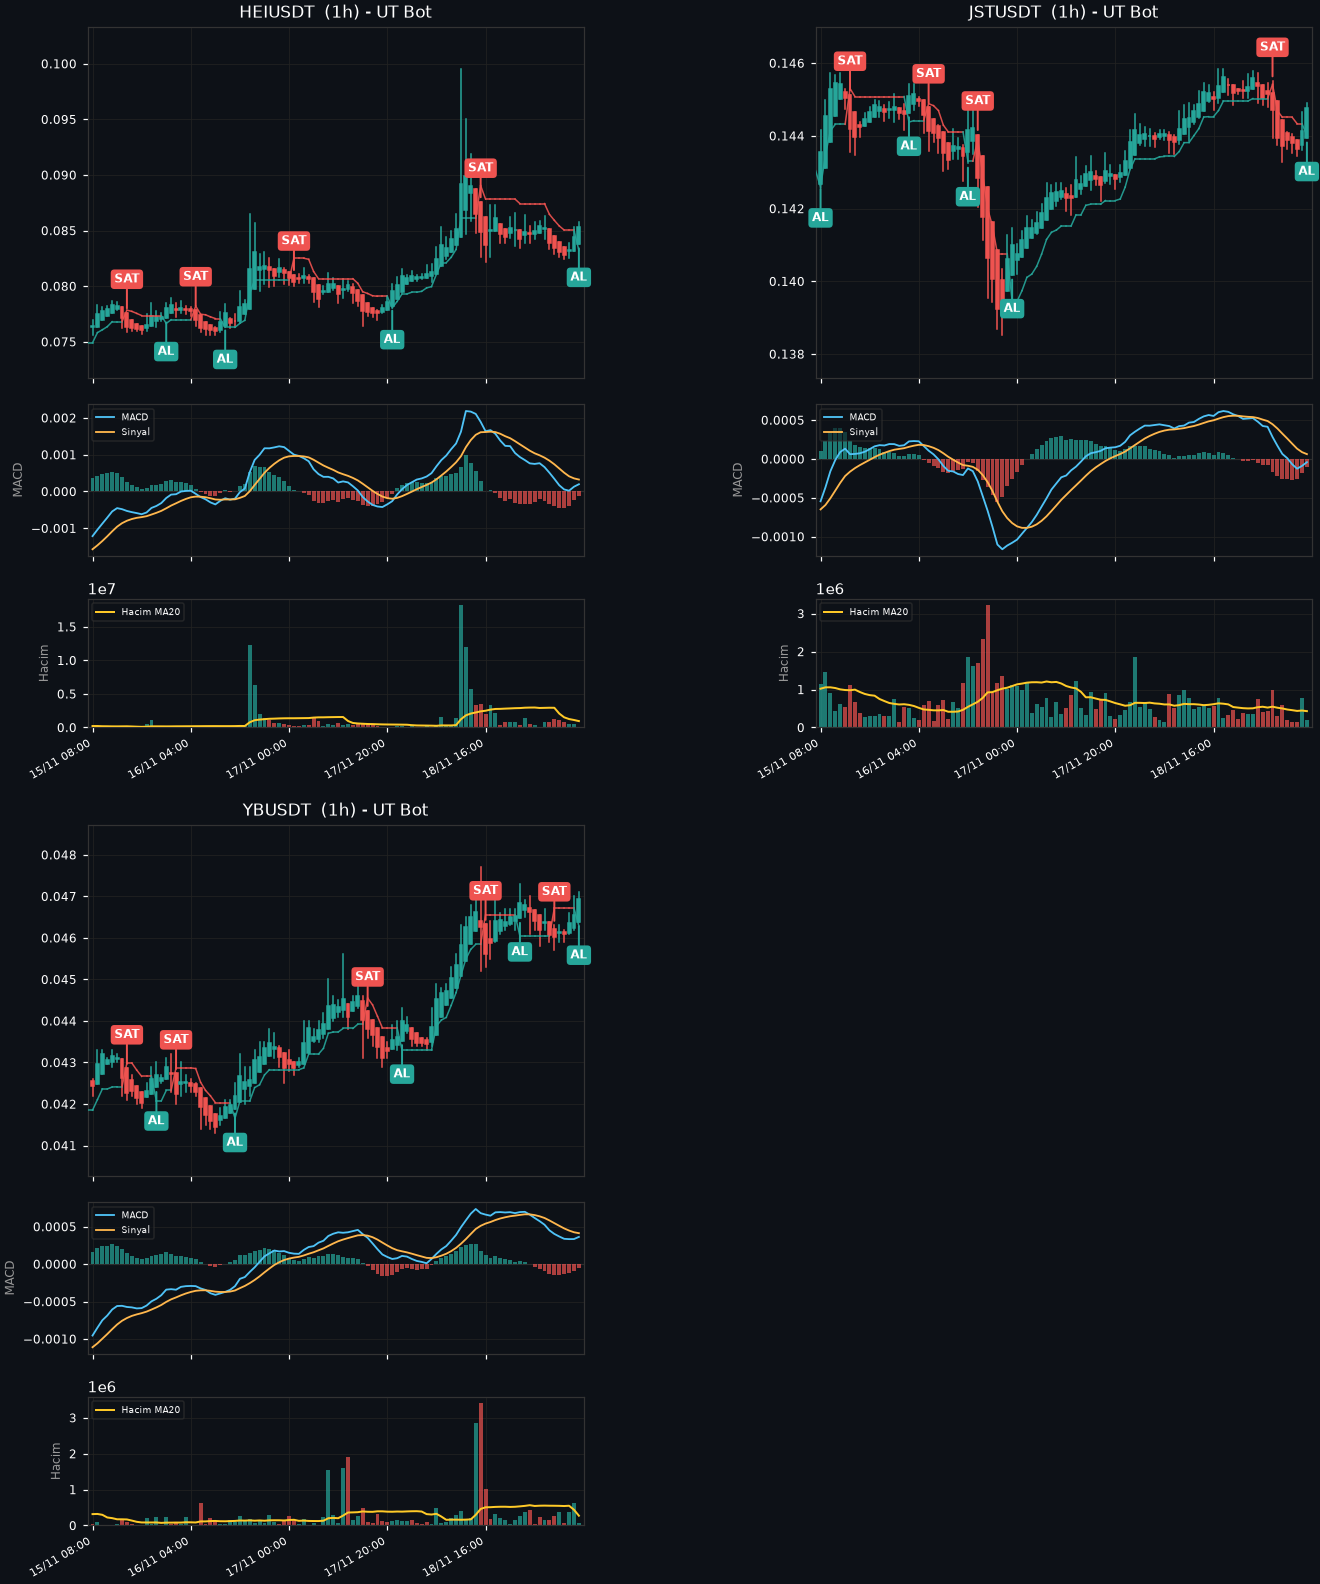 HEIUSDT  (1h) - UT Bot
0.100
0.095
0.090
0.085
0.080
0.075
SAT
SAT
SAT
SAT
AL
AL
AL
AL
MACD
Sinyal
MACD
0.002
0.001
0.000
−0.001
1e7
Hacim MA20
Hacim
1.5
1.0
0.5
0.0
15/11 08:00
16/11 04:00
17/11 00:00
17/11 20:00
18/11 16:00
JSTUSDT  (1h) - UT Bot
0.146
0.144
0.142
0.140
0.138
SAT
SAT
SAT
SAT
AL
AL
AL
AL
AL
MACD
Sinyal
MACD
0.0005
0.0000
−0.0005
−0.0010
1e6
Hacim MA20
Hacim
3
2
1
0
15/11 08:00
16/11 04:00
17/11 00:00
17/11 20:00
18/11 16:00
YBUSDT  (1h) - UT Bot
0.048
0.047
0.046
0.045
0.044
0.043
0.042
0.041
SAT
SAT
SAT
SAT
SAT
AL
AL
AL
AL
AL
MACD
Sinyal
MACD
0.0005
0.0000
−0.0005
−0.0010
1e6
Hacim MA20
Hacim
3
2
1
0
15/11 08:00
16/11 04:00
17/11 00:00
17/11 20:00
18/11 16:00